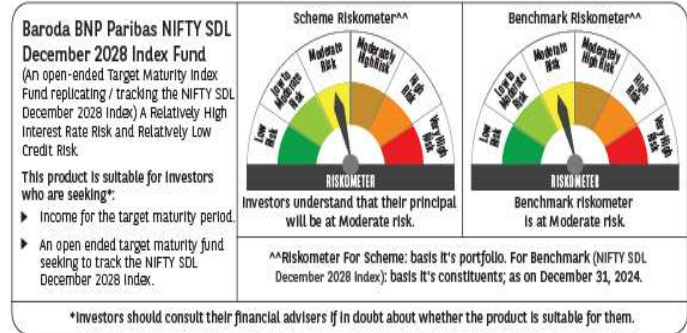 Baroda BNP Paribas NIFTY SDL
December 2028 Index Fund
(An open-ended Target Maturity Index
Fund replicating / tracking the NIFTY SDL
December 2028 Index) A Relatively High
Interest Rate Risk and Relatively Low
Credit Risk.
This product is suitable for investors
who are seeking*:
Income for the target maturity period.
An open ended target maturity fund
seeking to track the NIFTY SDL
December 2028 Index.
Scheme Riskometer^^
Low
Risk
Low to
Moderate
Risk
Moderate
Risk
Moderately
High Risk
High
Risk
Very High
Risk
RISKOMETER
Investors understand that their principal
will be at Moderate risk.
Benchmark Riskometer^^
Low
Risk
Low to
Moderate
Risk
Moderate
Risk
Moderately
High Risk
High
Risk
Very High
Risk
RISKOMETER
Benchmark riskometer
is at Moderate risk.
^^Riskometer For Scheme: basis it's portfolio. For Benchmark (NIFTY SDL
December 2028 Index): basis it's constituents; as on December 31, 2024.
*Investors should consult their financial advisers if in doubt about whether the product is suitable for them.